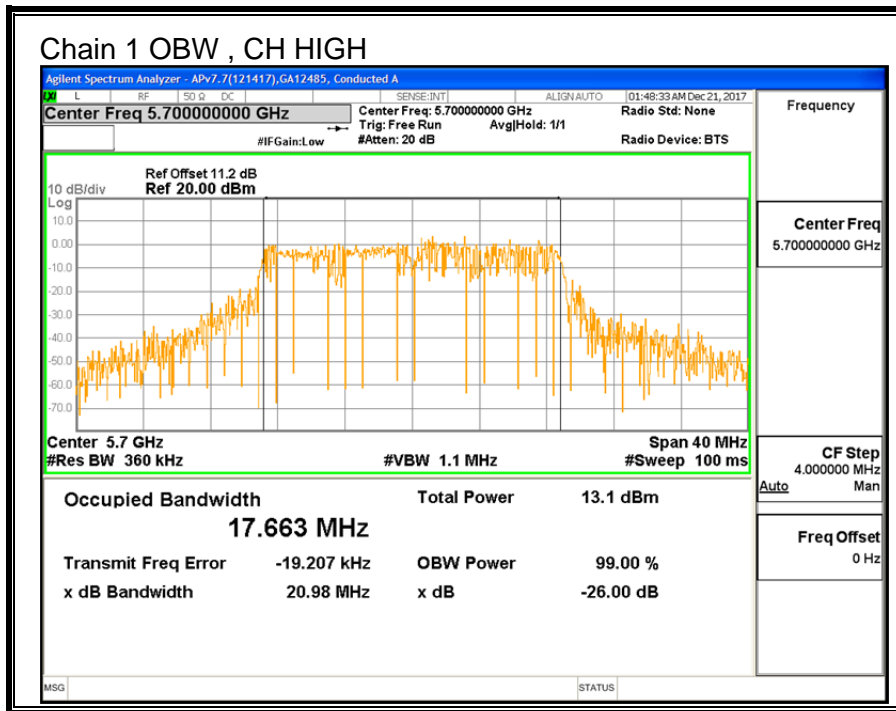 Chain 1 OBW , CH HIGH
Agilent Spectrum Analyzer - APv7.7(121417),GA12485, Conducted A
LXI L RF 50 Ω DC SENSE:INT ALIGN AUTO 01:48:33 AM Dec 21, 2017
Center Freq 5.700000000 GHz
Center Freq: 5.700000000 GHz
Radio Std: None
Trig: Free Run Avg|Hold: 1/1
#IFGain:Low #Atten: 20 dB Radio Device: BTS
Ref Offset 11.2 dB
10 dB/div Ref 20.00 dBm
Log
10.0
0.00
-10.0
-20.0
-30.0
-40.0
-50.0
-60.0
-70.0
Center 5.7 GHz Span 40 MHz
#Res BW 360 kHz #VBW 1.1 MHz #Sweep 100 ms
Occupied Bandwidth Total Power 13.1 dBm
17.663 MHz
Transmit Freq Error -19.207 kHz OBW Power 99.00 %
x dB Bandwidth 20.98 MHz x dB -26.00 dB
Frequency
Center Freq
5.700000000 GHz
CF Step
4.000000 MHz
Auto Man
Freq Offset
0 Hz
MSG STATUS